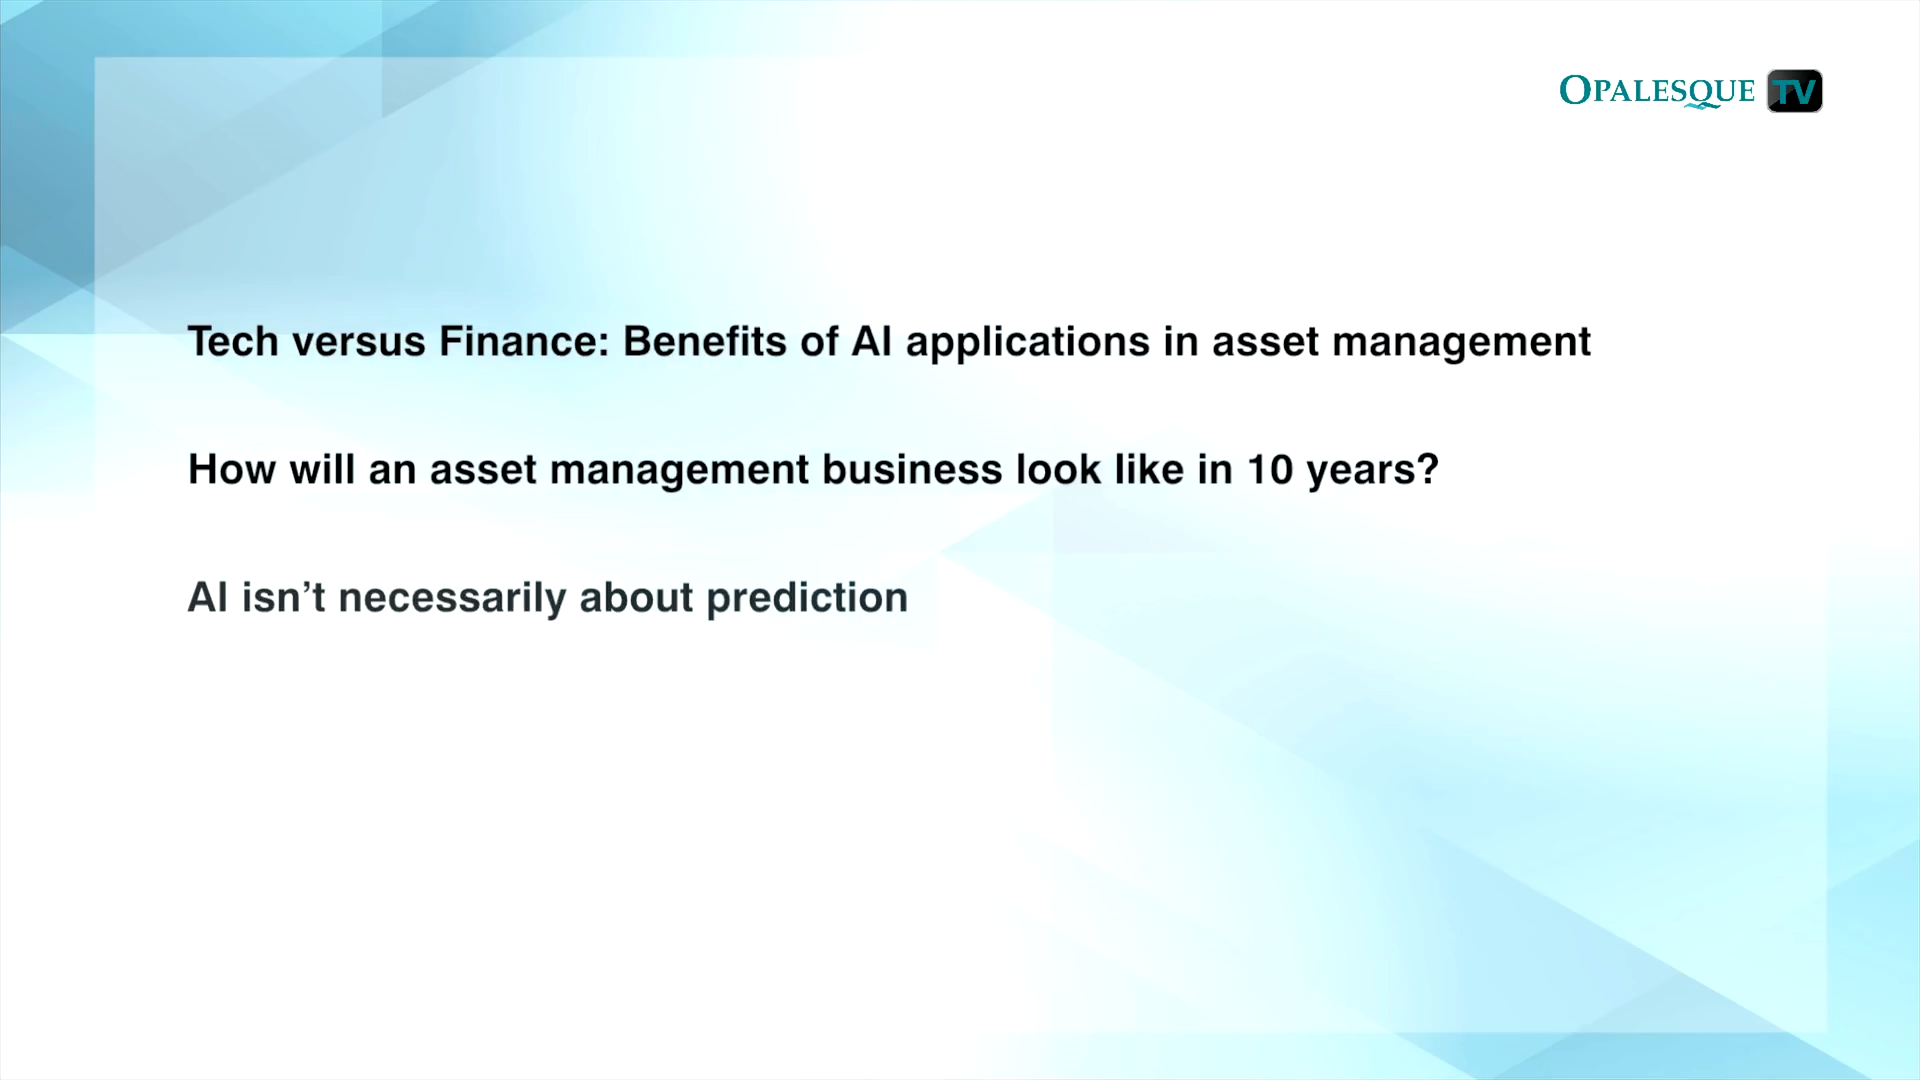 OPALESQUE TV
Tech versus Finance: Benefits of AI applications in asset management
How will an asset management business look like in 10 years?
AI isn’t necessarily about prediction